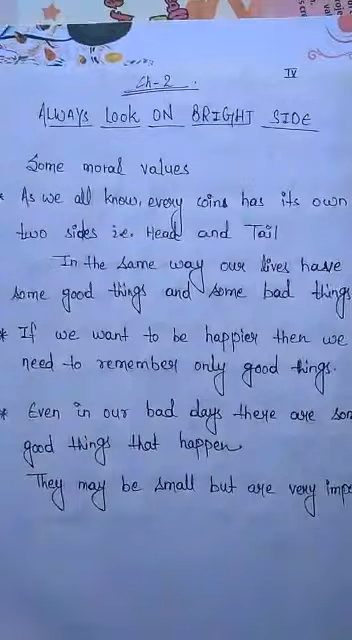 Ch-2.
IV
ALWAYS LOOK ON BRIGHT SIDE
Some moral values
* As we all know, every coins has its own
two sides i.e. Head and Tail
In the same way our lives have
some good things and some bad things
* If we want to be happier then we
need to remember only good things.
* Even in our bad days there are som
good things that happen
They may be small but are very impo